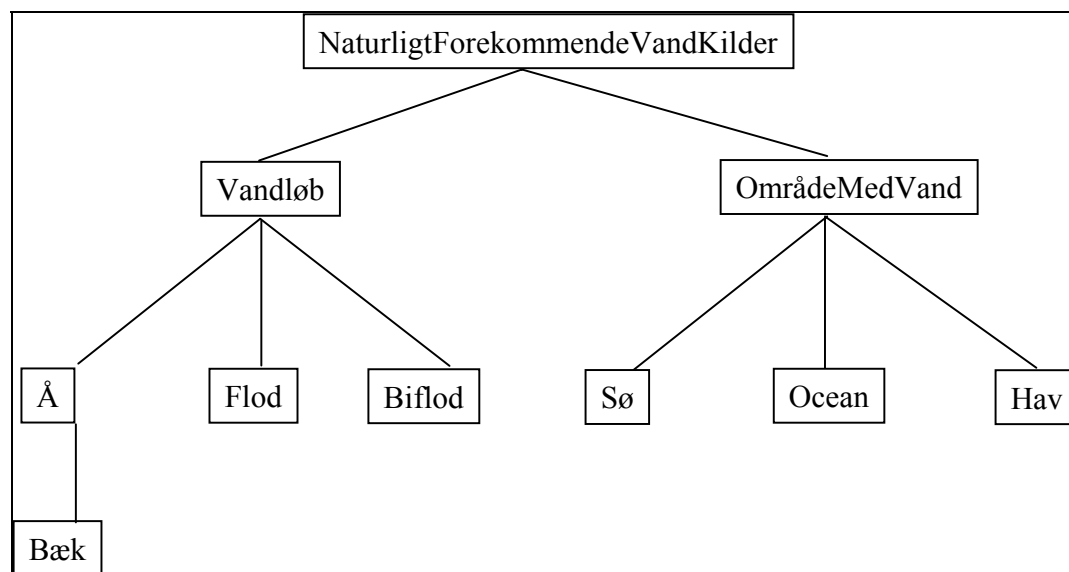 NaturligtForekommendeVandKilder
Vandløb
OmrådeMedVand
Å
Flod
Biflod
Sø
Ocean
Hav
Bæk